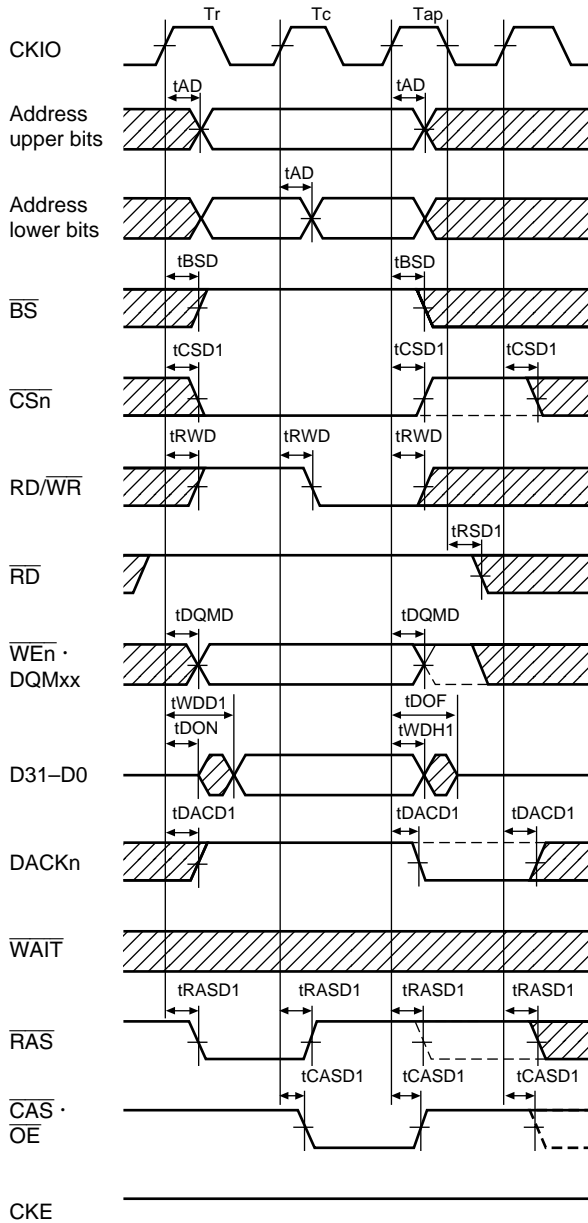 Tr Tc Tap
CKIO
tAD tAD
Address
upper bits
tAD
Address
lower bits
tBSD tBSD
BS
tCSD1 tCSD1 tCSD1
CSn
tRWD tRWD tRWD
RD/WR
tRSD1
RD
tDQMD tDQMD
WEn ·
DQMxx
tWDD1 tDOF
tDON tWDH1
D31–D0
tDACD1 tDACD1 tDACD1
DACKn
WAIT
tRASD1 tRASD1 tRASD1 tRASD1
RAS
tCASD1 tCASD1 tCASD1
CAS ·
OE
CKE